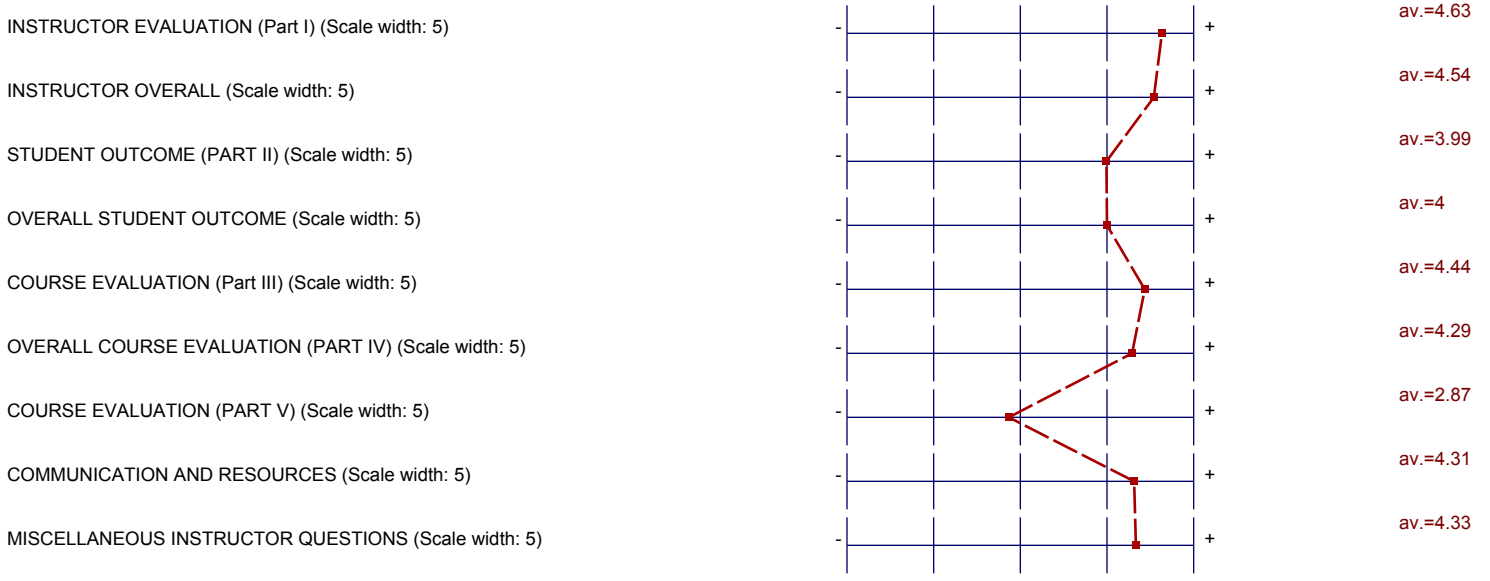 INSTRUCTOR EVALUATION (Part I) (Scale width: 5) - + av.=4.63
INSTRUCTOR OVERALL (Scale width: 5) - + av.=4.54
STUDENT OUTCOME (PART II) (Scale width: 5) - + av.=3.99
OVERALL STUDENT OUTCOME (Scale width: 5) - + av.=4
COURSE EVALUATION (Part III) (Scale width: 5) - + av.=4.44
OVERALL COURSE EVALUATION (PART IV) (Scale width: 5) - + av.=4.29
COURSE EVALUATION (PART V) (Scale width: 5) - + av.=2.87
COMMUNICATION AND RESOURCES (Scale width: 5) - + av.=4.31
MISCELLANEOUS INSTRUCTOR QUESTIONS (Scale width: 5) - + av.=4.33